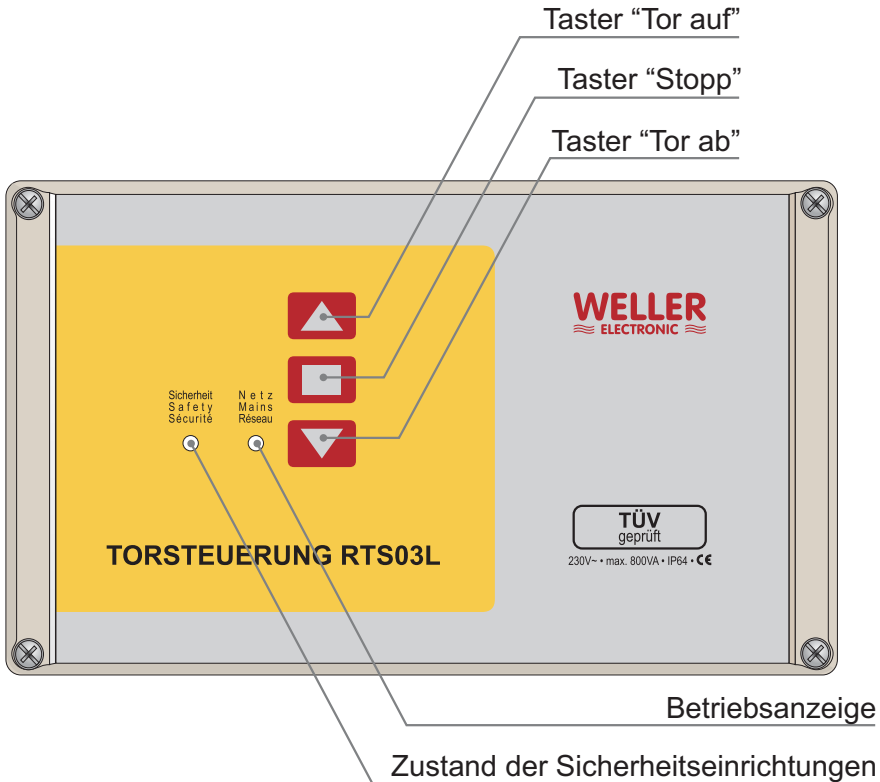 Taster “Tor auf”
Taster “Stopp”
Taster “Tor ab”
WELLER
ELECTRONIC
Sicherheit
Safety
Sécurité
Netz
Mains
Réseau
TORSTEUERUNG RTS03L
TÜV
geprüft
230V~ • max. 800VA • IP64 • CE
Betriebsanzeige
Zustand der Sicherheitseinrichtungen